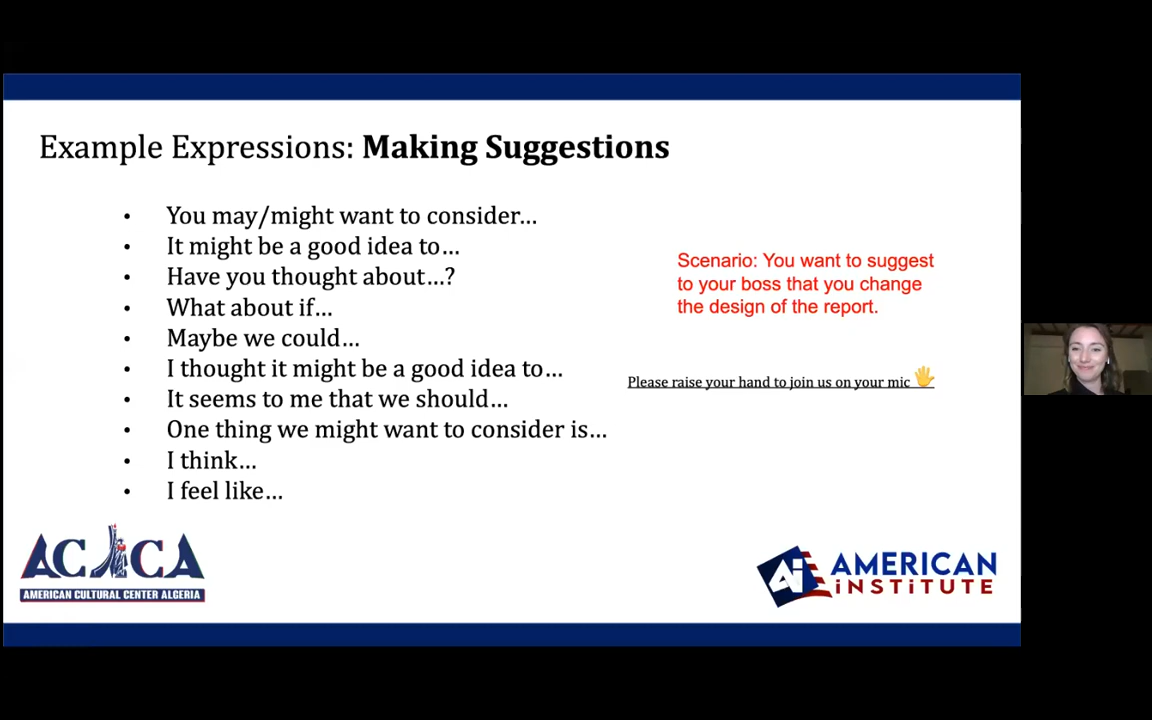 Example Expressions: Making Suggestions
• You may/might want to consider…
• It might be a good idea to…
• Have you thought about…?
• What about if…
• Maybe we could…
• I thought it might be a good idea to…
• It seems to me that we should…
• One thing we might want to consider is…
• I think…
• I feel like…
Scenario: You want to suggest
to your boss that you change
the design of the report.
Please raise your hand to join us on your mic 🖐
ACCA
AMERICAN CULTURAL CENTER ALGERIA
Ai AMERICAN
iNSTiTUTE